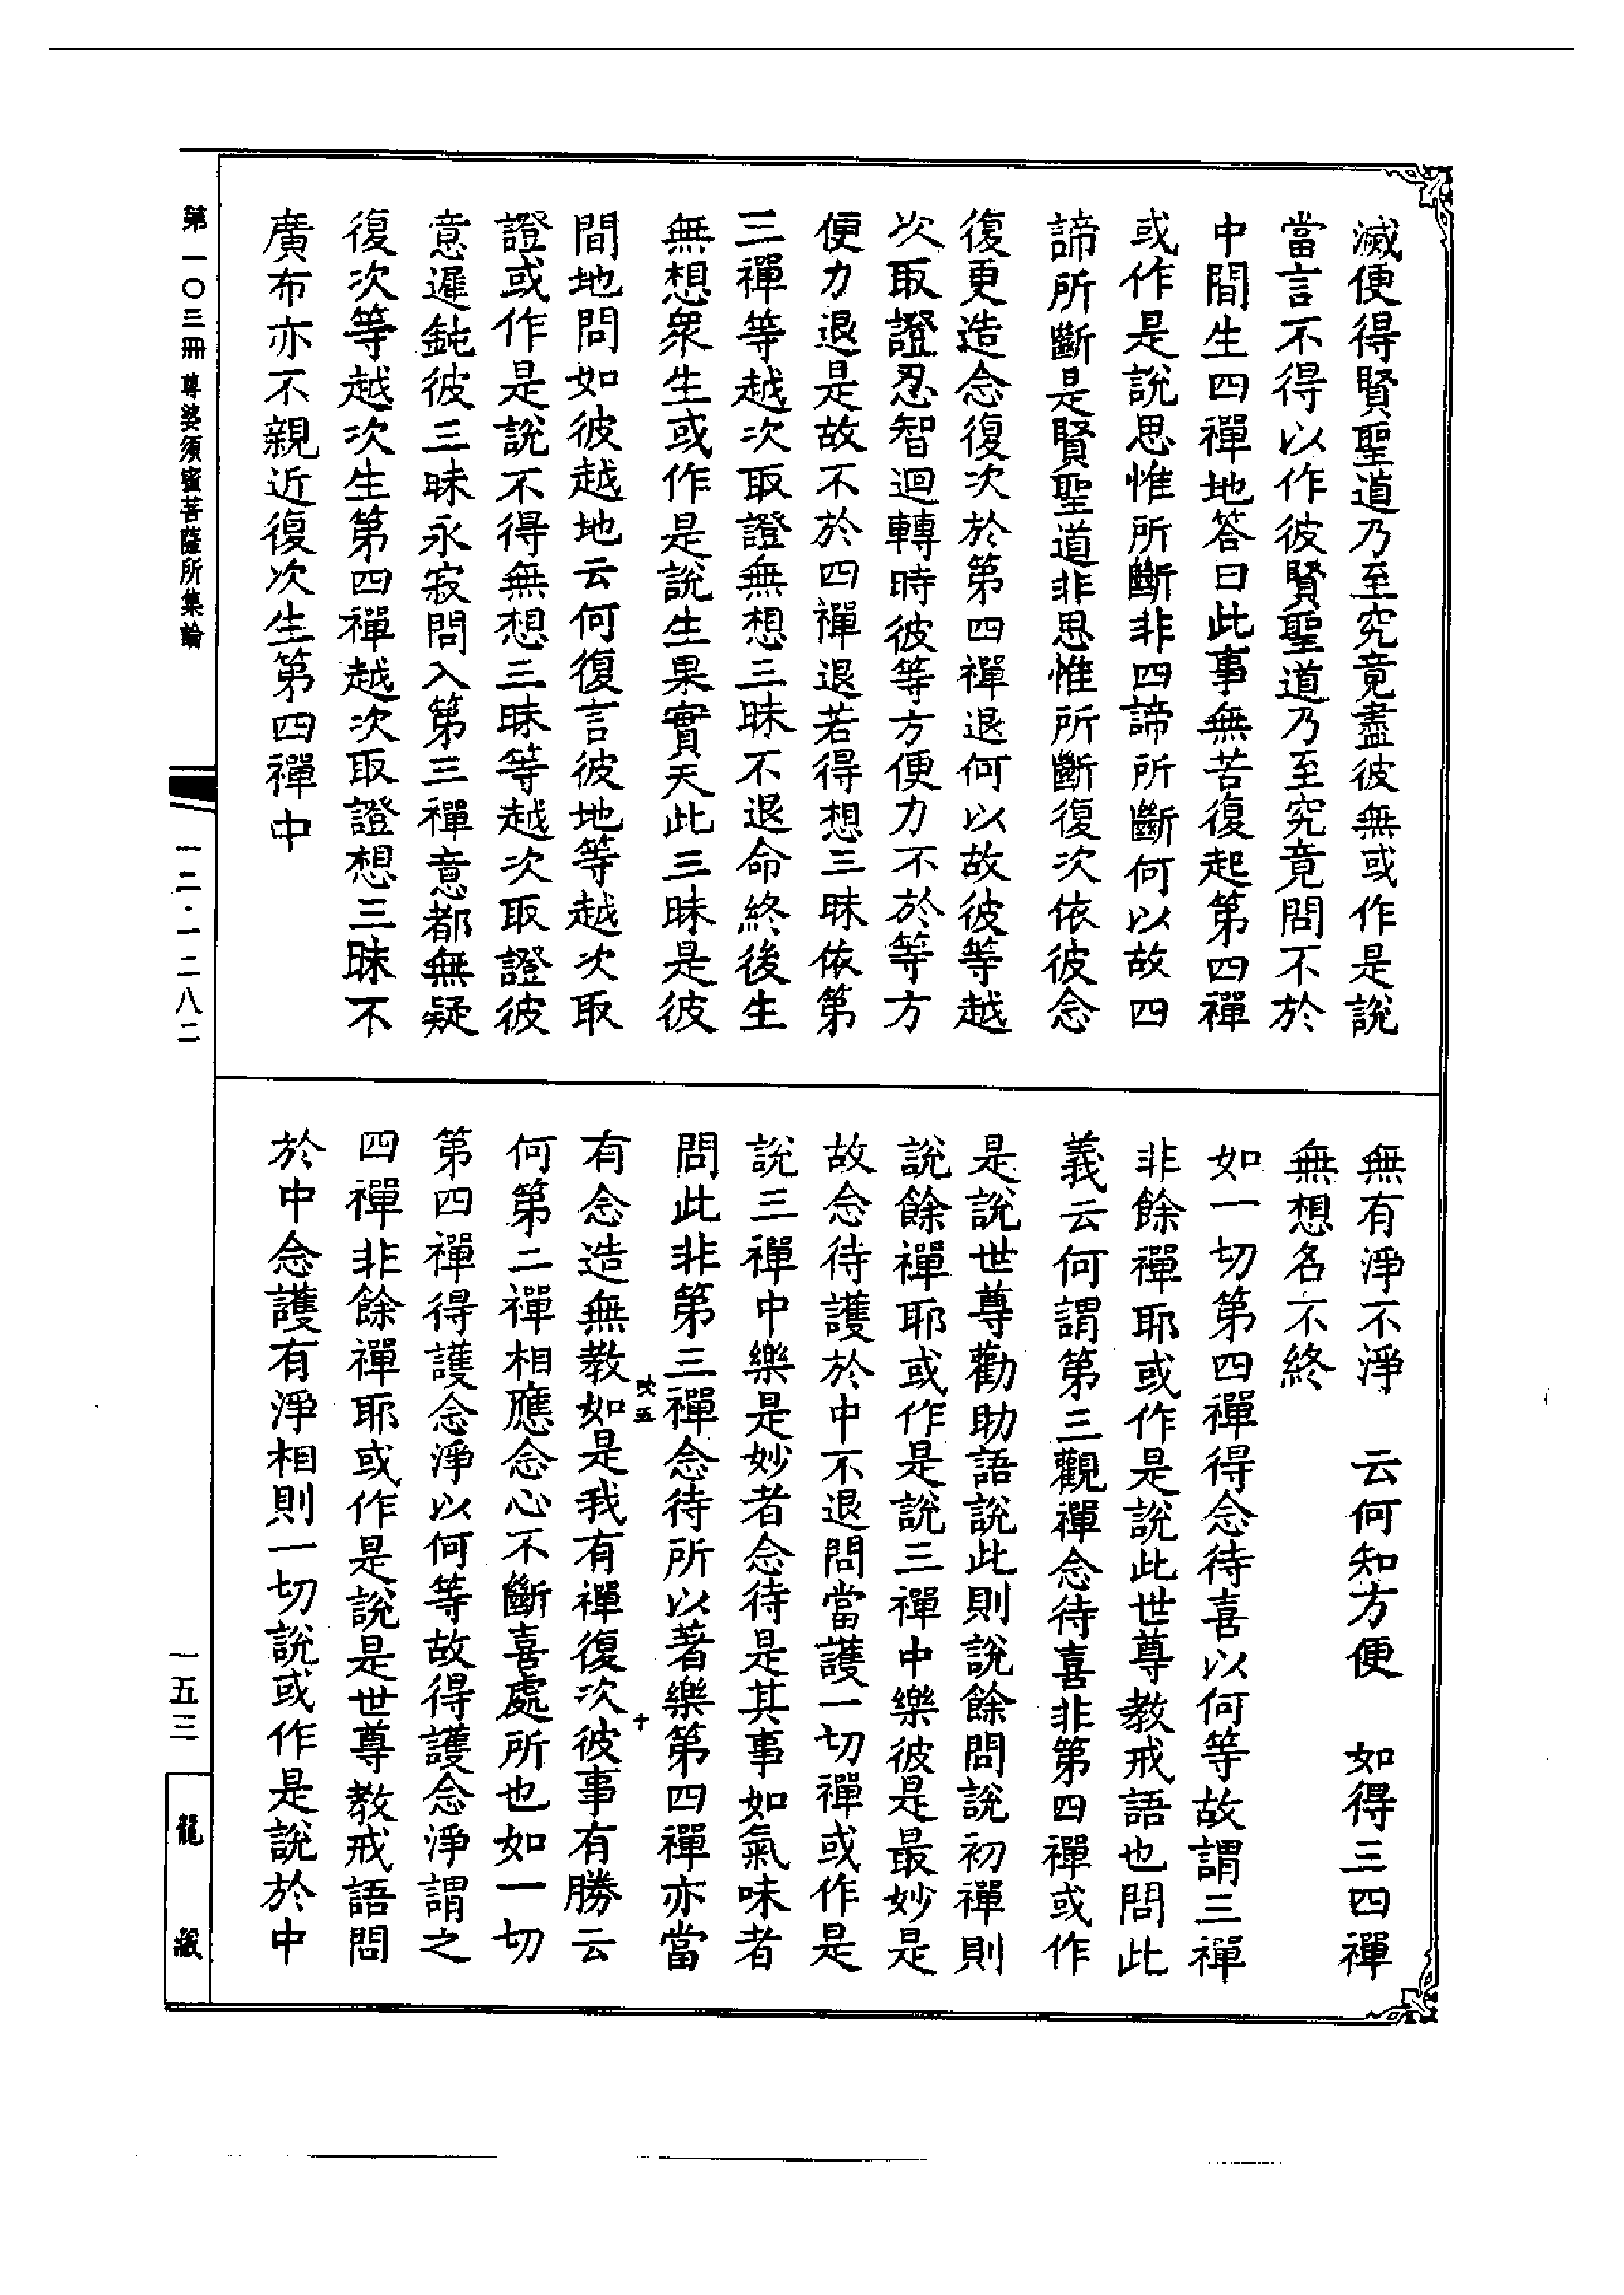 滅便得賢聖道乃至究竟盡彼無或作是說
當言不得以作彼賢聖道乃至究竟問不於
中間生四禪地答曰此事無苦復起第四禪
或作是說思惟所斷非四諦所斷何以故四
諦所斷是賢聖道非思惟所斷復次依彼念
復更造念復次於第四禪退何以故彼等越
次取證忍智迴轉時彼等方便力不於等方
便力退是故不於四禪退若得想三昧依第
三禪等越次取證無想三昧不退命終後生
無想眾生或作是說生果實天此三昧是彼
間地問如彼越地云何復言彼地等越次取
證或作是說不得無想三昧等越次取證彼
意遲鈍彼三昧永寂問入第三禪意都無疑
復次等越次生第四禪越次取證想三昧不
廣布亦不親近復次生第四禪中
無有淨不淨　云何知方便　如得三四禪
無想名不終
如一切第四禪得念待喜以何等故謂三禪
非餘禪耶或作是說此世尊教戒語也問此
義云何謂第三觀禪念待喜非第四禪或作
是說世尊勸助語說此則說餘問說初禪則
說餘禪耶或作是說三禪中樂彼是最妙是
故念待護於中不退問當護一切禪或作是
說三禪中樂是妙者念待是其事如氣味者
問此非第三禪念待所以著樂第四禪亦當
有念造無教如是我有禪復次彼事有勝云
何第二禪相應念心不斷喜處所也如一切
第四禪得護念淨以何等故得護念淨謂之
四禪非餘禪耶或作是說是世尊教戒語問
於中念護有淨相則一切說或作是說於中
第一〇三冊 尊婆須蜜菩薩所集論
一二·一二八二
一五三
龍藏